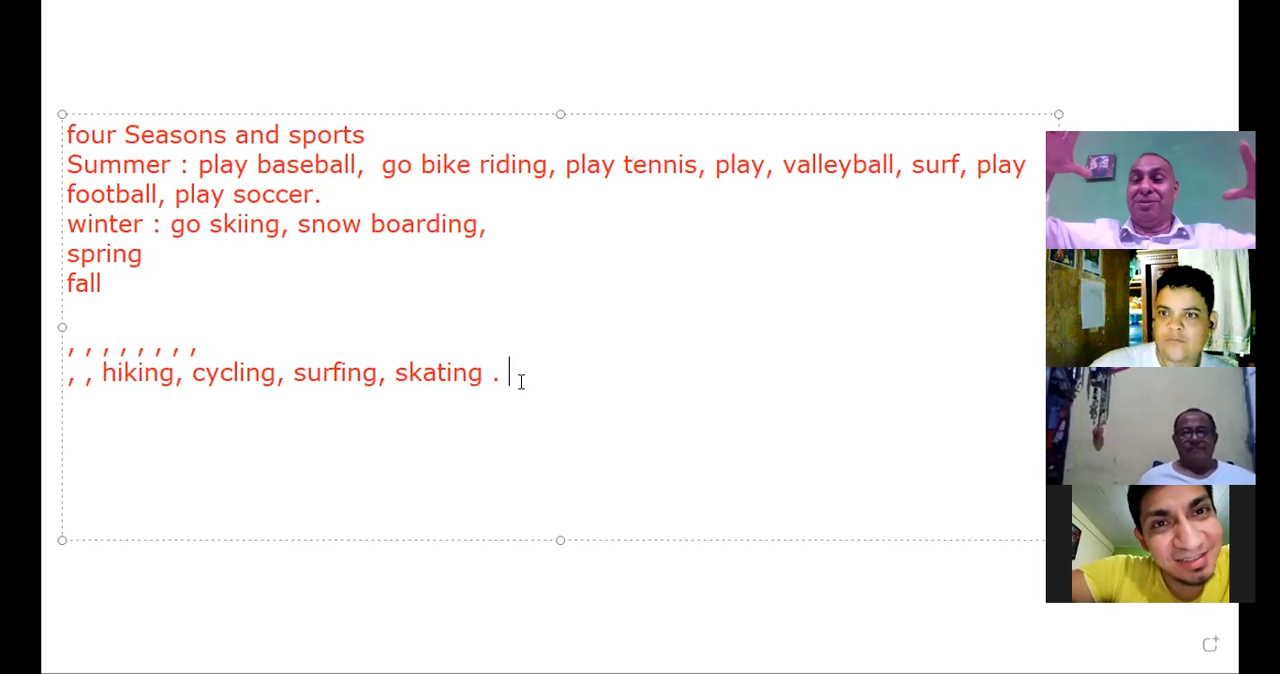 four Seasons and sports
Summer : play baseball,  go bike riding, play tennis, play, valleyball, surf, play
football, play soccer.
winter : go skiing, snow boarding,
spring
fall
, , , , , , , ,
, , hiking, cycling, surfing, skating .